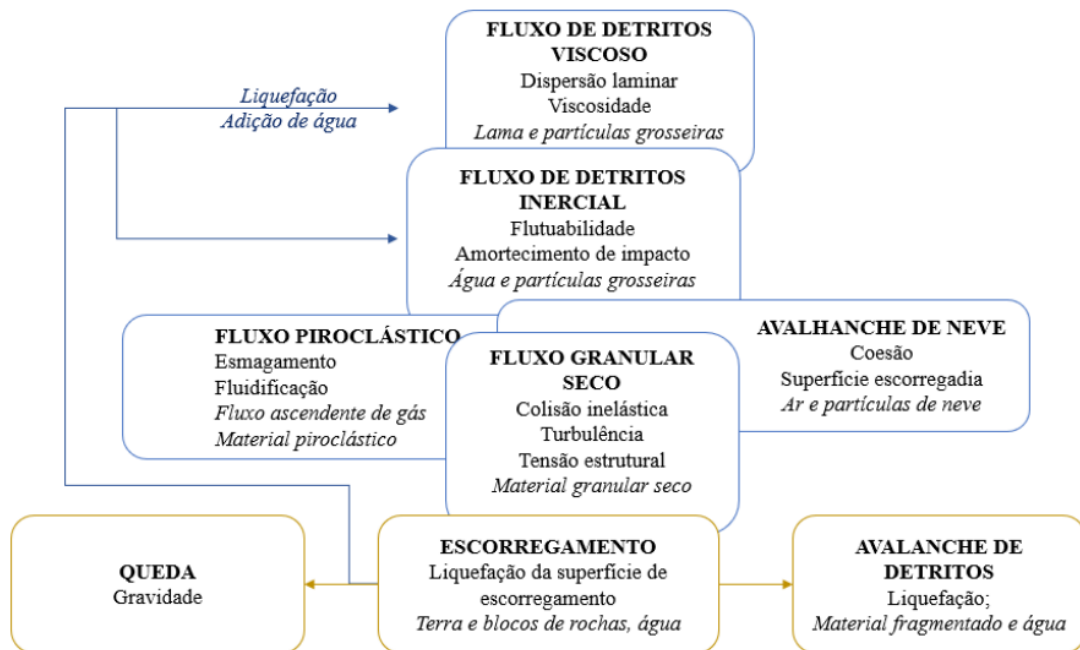 FLUXO DE DETRITOS
VISCOSO
Dispersão laminar
Viscosidade
Lama e partículas grosseiras
Liquefação
Adição de água
FLUXO DE DETRITOS
INERCIAL
Flutuabilidade
Amortecimento de impacto
Água e partículas grosseiras
FLUXO PIROCLÁSTICO
Esmagamento
Fluidificação
Fluxo ascendente de gás
Material piroclástico
FLUXO GRANULAR
SECO
Colisão inelástica
Turbulência
Tensão estrutural
Material granular seco
AVALHANCHE DE NEVE
Coesão
Superfície escorregadia
Ar e partículas de neve
QUEDA
Gravidade
ESCORREGAMENTO
Liquefação da superfície de
escorregamento
Terra e blocos de rochas, água
AVALANCHE DE
DETRITOS
Liquefação;
Material fragmentado e água